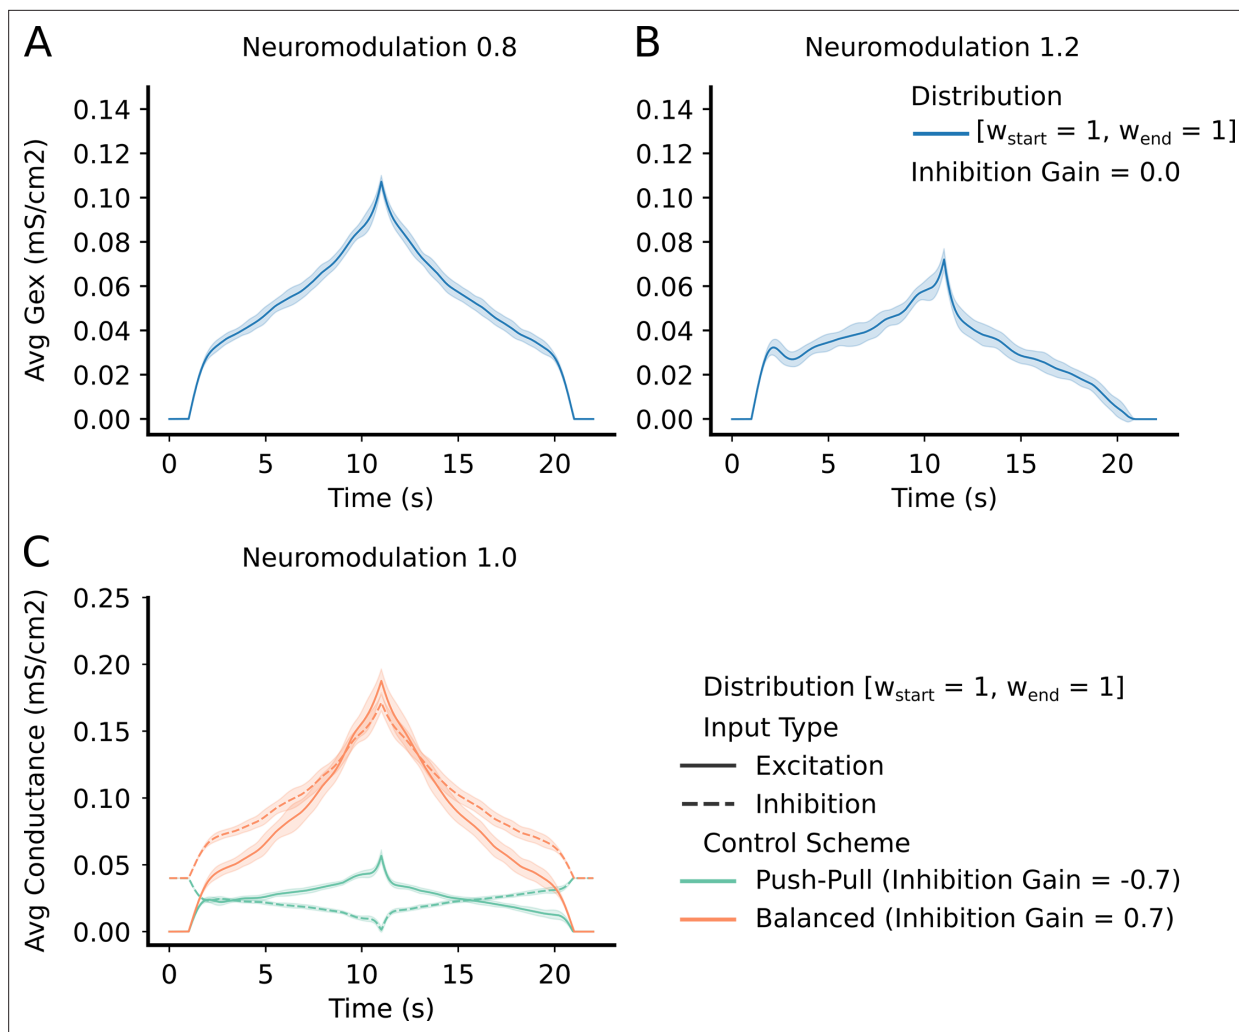 A
Neuromodulation 0.8
Avg Gex (mS/cm2)
0.14
0.12
0.10
0.08
0.06
0.04
0.02
0.00
0 5 10 15 20
Time (s)
B
Neuromodulation 1.2
Distribution
[wstart = 1, wend = 1]
Inhibition Gain = 0.0
0.14
0.12
0.10
0.08
0.06
0.04
0.02
0.00
0 5 10 15 20
Time (s)
C
Neuromodulation 1.0
Avg Conductance (mS/cm2)
0.25
0.20
0.15
0.10
0.05
0.00
0 5 10 15 20
Time (s)
Distribution [wstart = 1, wend = 1]
Input Type
Excitation
Inhibition
Control Scheme
Push-Pull (Inhibition Gain = -0.7)
Balanced (Inhibition Gain = 0.7)